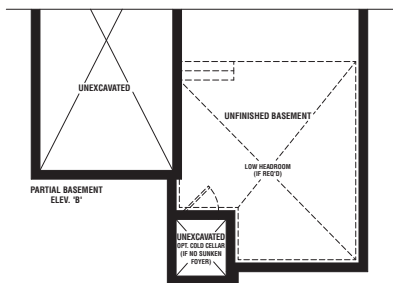 UNEXCAVATED
UNFINISHED BASEMENT
LOW HEADROOM
(IF REQ'D)
PARTIAL BASEMENT
ELEV. 'B'
UNEXCAVATED
OPT. COLD CELLAR
(IF NO SUNKEN
FOYER)